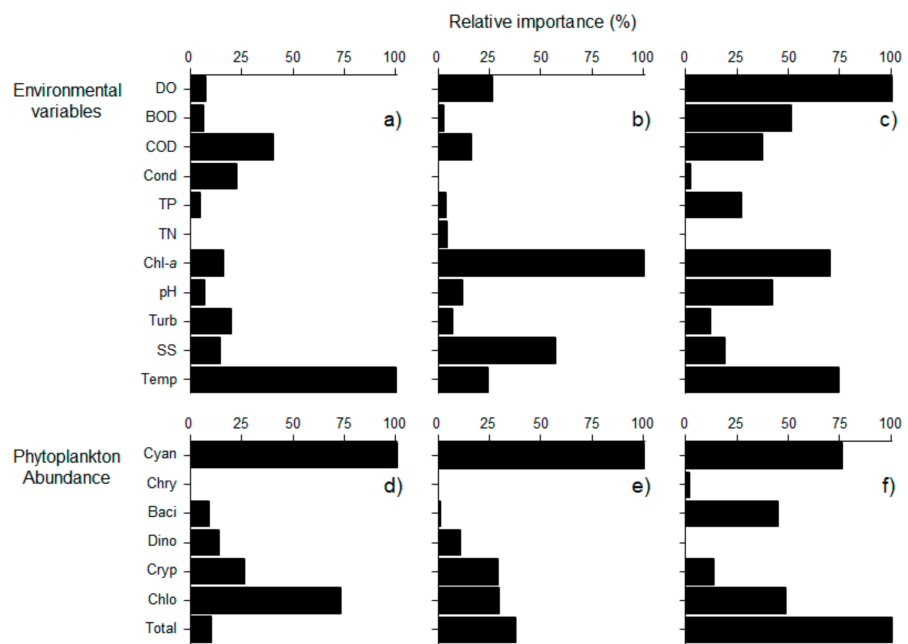 Relative importance (%)
0 25 50 75 100 0 25 50 75 100 0 25 50 75 100
Environmental
variables
DO
BOD
COD
Cond
TP
TN
Chl-a
pH
Turb
SS
Temp
a) b) c)
0 25 50 75 100 0 25 50 75 100 0 25 50 75 100
Phytoplankton
Abundance
Cyan
Chry
Baci
Dino
Cryp
Chlo
Total
d) e) f)